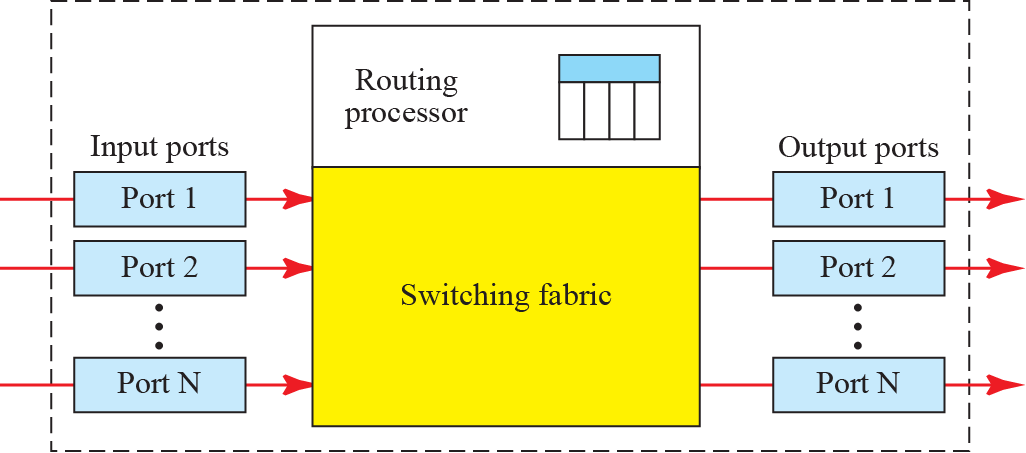 Routing
processor
Input ports
Output ports
Port 1
Port 1
Port 2
Port 2
Switching fabric
Port N
Port N